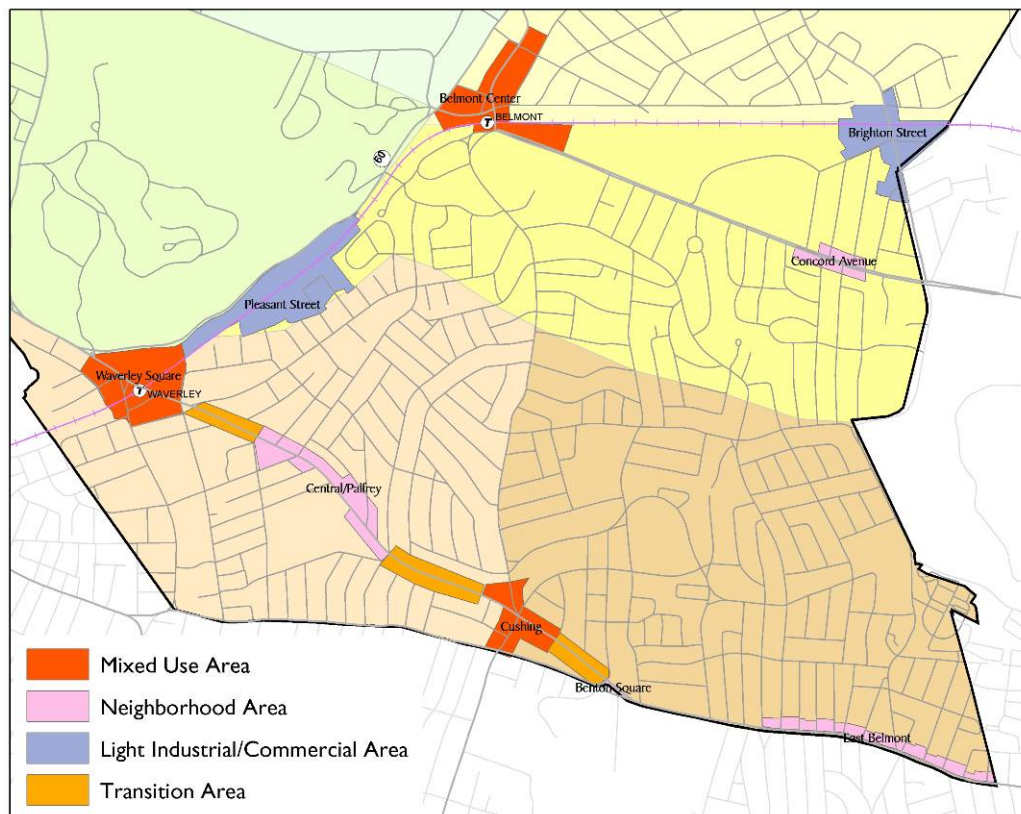 Belmont Center
T
BELMONT
Brighton Street
60
Concord Avenue
Pleasant Street
Waverley Square
T
WAVERLEY
Central/Palfrey
Cushing
Benton Square
East Belmont
Mixed Use Area
Neighborhood Area
Light Industrial/Commercial Area
Transition Area